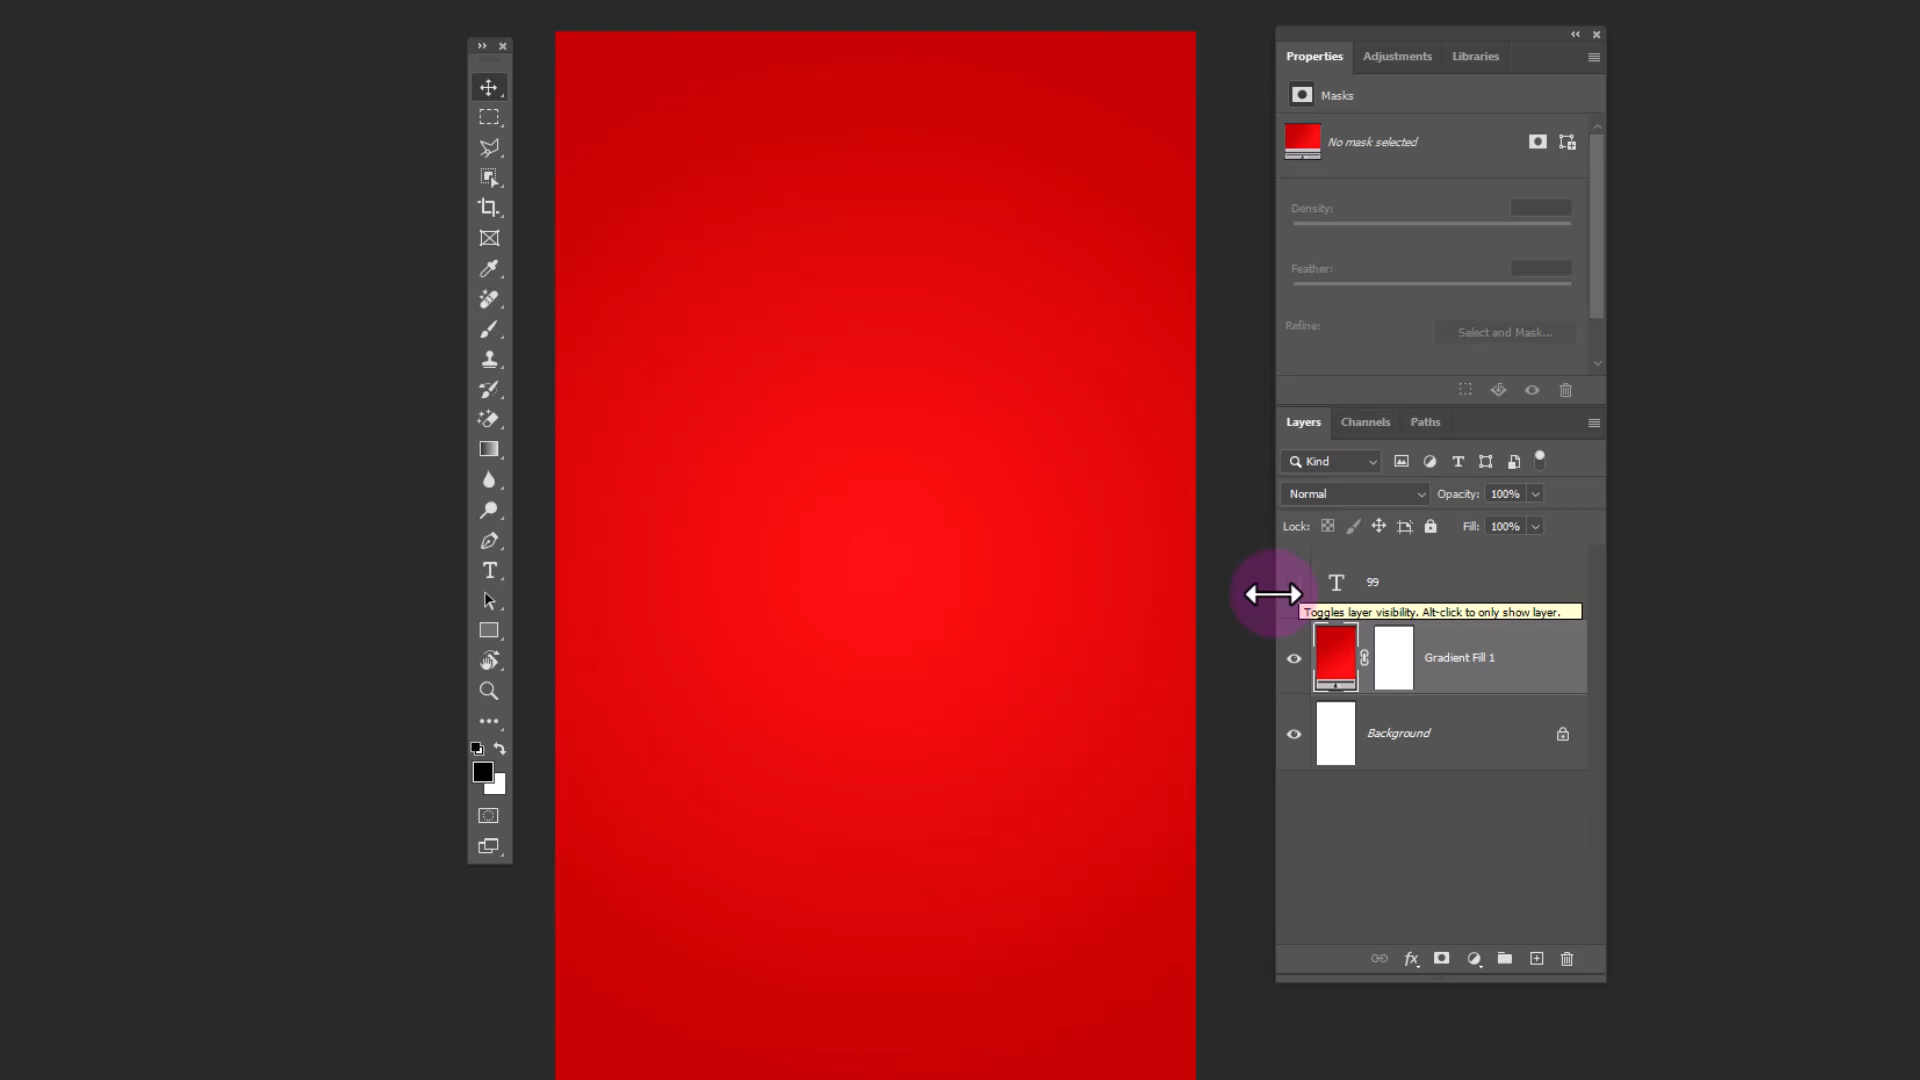 Properties
Adjustments
Libraries
Masks
No mask selected
Density:
Feather:
Refine:
Select and Mask...
Layers
Channels
Paths
Kind
Normal
Opacity: 100%
Lock:
Fill: 100%
T 99
Toggles layer visibility. Alt-click to only show layer.
Gradient Fill 1
Background
fx